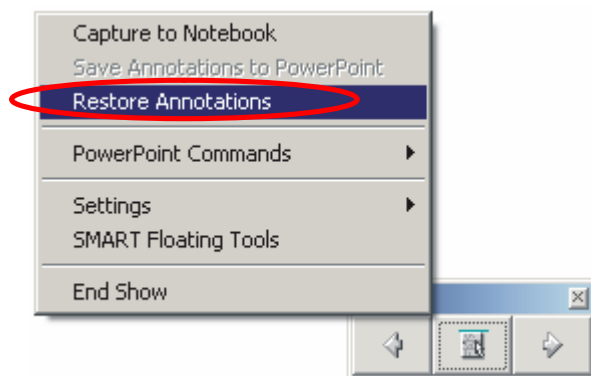 Capture to Notebook
Save Annotations to PowerPoint
Restore Annotations
PowerPoint Commands
Settings
SMART Floating Tools
End Show